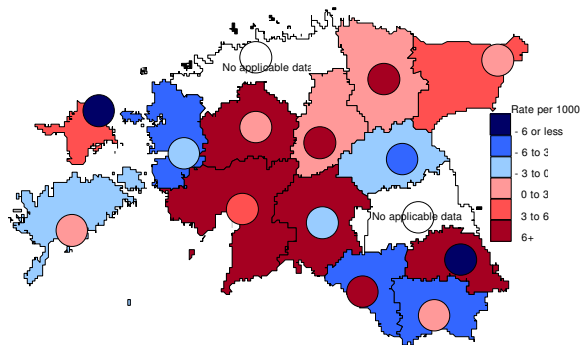 No applicable data
Rate per 1000
- 6 or less
- 6 to 3
- 3 to 0
0 to 3
No applicable data
3 to 6
6+